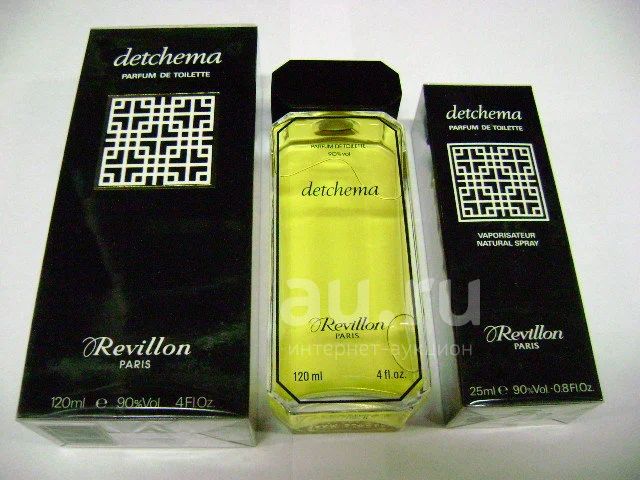 detchema
PARFUM DE TOILETTE
Revillon
PARIS
120ml e 90%Vol. 4Fl.Oz.
PARFUM DE TOILETTE
90%vol
detchema
Revillon
PARIS
120 ml 4 fl.oz.
detchema
PARFUM DE TOILETTE
VAPORISATEUR
NATURAL SPRAY
Revillon
PARIS
25ml e 90%Vol.-0.8Fl.Oz.
au.ru
интернет-аукцион